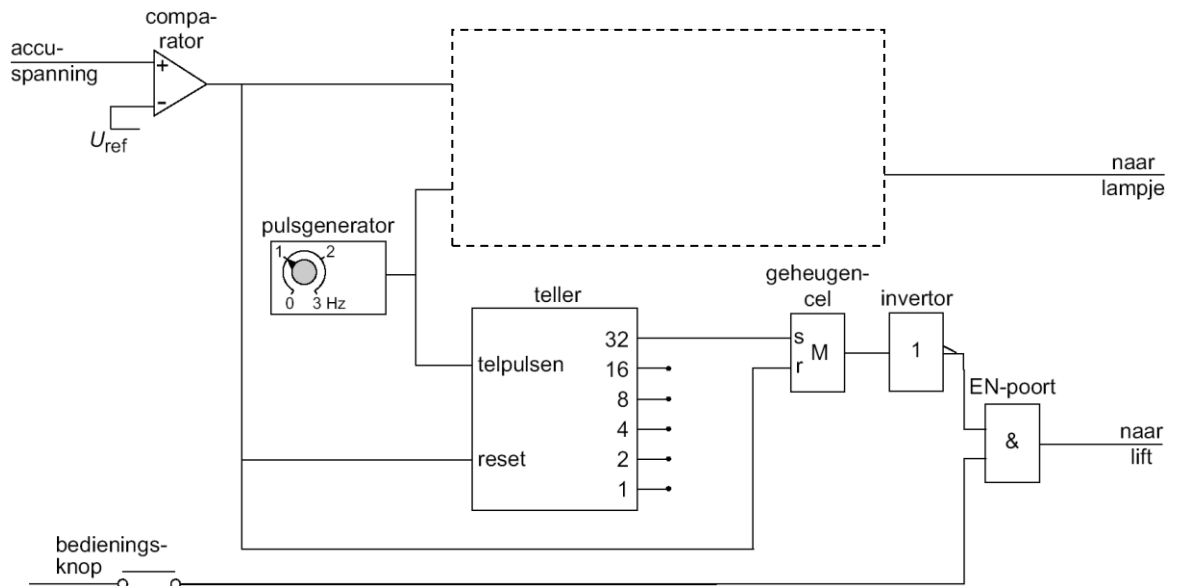 compa-
rator
accu-
spanning
+
-
Uref
naar
lampje
pulsgenerator
1
2
0
3 Hz
teller
telpulsen
reset
32
16
8
4
2
1
geheugen-
cel
s
M
r
invertor
1
EN-poort
&
naar
lift
bedienings-
knop